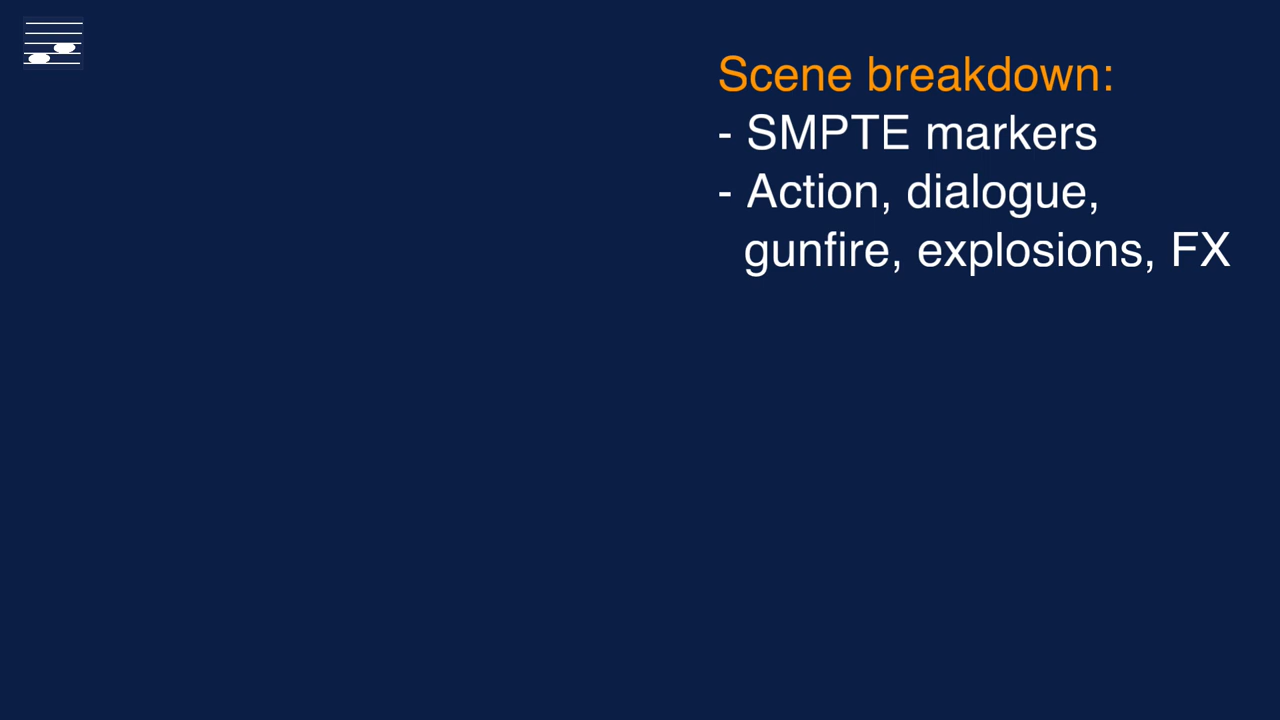 Scene breakdown:
- SMPTE markers
- Action, dialogue,
gunfire, explosions, FX